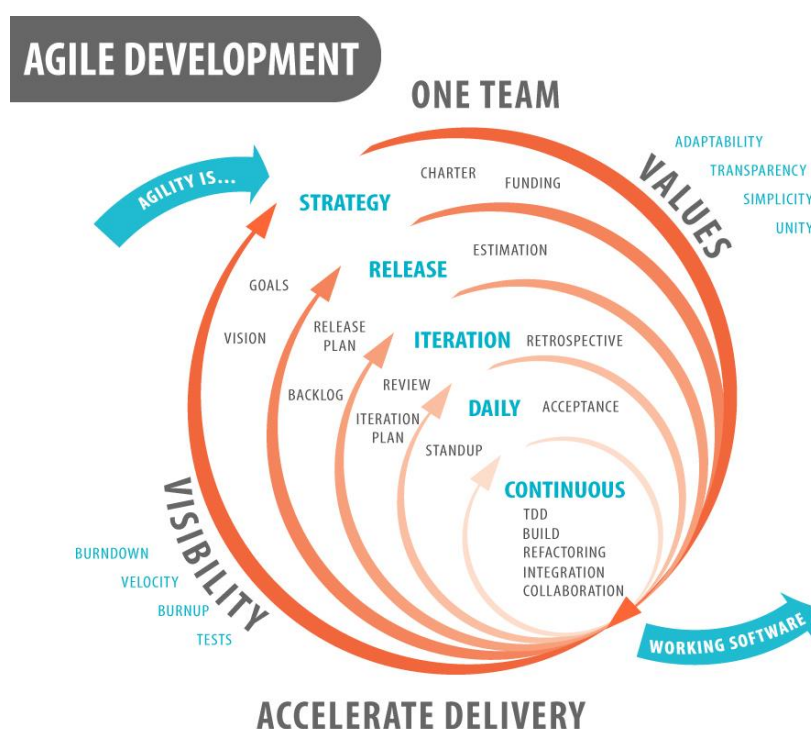 AGILE DEVELOPMENT
ONE TEAM
AGILITY IS...
VALUES
ADAPTABILITY
TRANSPARENCY
SIMPLICITY
UNITY
STRATEGY
CHARTER
FUNDING
GOALS
VISION
RELEASE
ESTIMATION
RELEASE
PLAN
BACKLOG
ITERATION
RETROSPECTIVE
REVIEW
ITERATION
PLAN
DAILY
ACCEPTANCE
STANDUP
CONTINUOUS
TDD
BUILD
REFACTORING
INTEGRATION
COLLABORATION
VISIBILITY
BURNDOWN
VELOCITY
BURNUP
TESTS
WORKING SOFTWARE
ACCELERATE DELIVERY